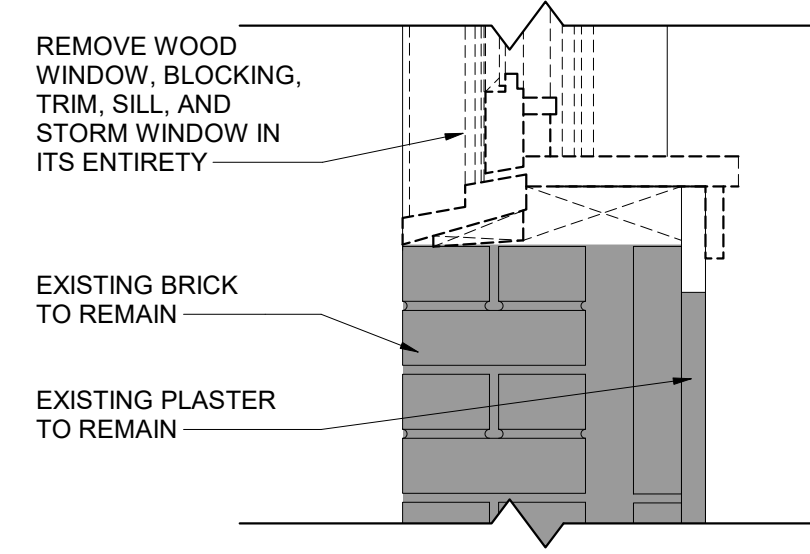 REMOVE WOOD
WINDOW, BLOCKING,
TRIM, SILL, AND
STORM WINDOW IN
ITS ENTIRETY
EXISTING BRICK
TO REMAIN
EXISTING PLASTER
TO REMAIN